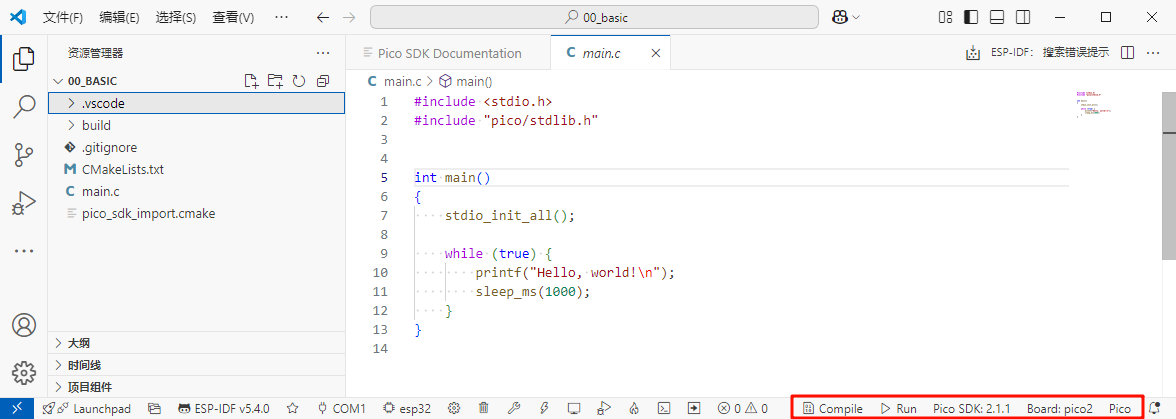 文件(F) 编辑(E) 选择(S) 查看(V) ··· 00_basic
资源管理器 ···
00_BASIC
.vscode
build
.gitignore
CMakeLists.txt
main.c
pico_sdk_import.cmake
大纲
时间线
项目组件
Pico SDK Documentation main.c ESP-IDF: 搜索错误提示 ···
main.c > main()
1 #include <stdio.h>
2 #include "pico/stdlib.h"
3
4
5 int main()
6 {
7 stdio_init_all();
8
9 while (true) {
10 printf("Hello, world!\n");
11 sleep_ms(1000);
12 }
13 }
14
Launchpad ESP-IDF v5.4.0 COM1 esp32 0 0 Compile Run Pico SDK: 2.1.1 Board: pico2 Pico